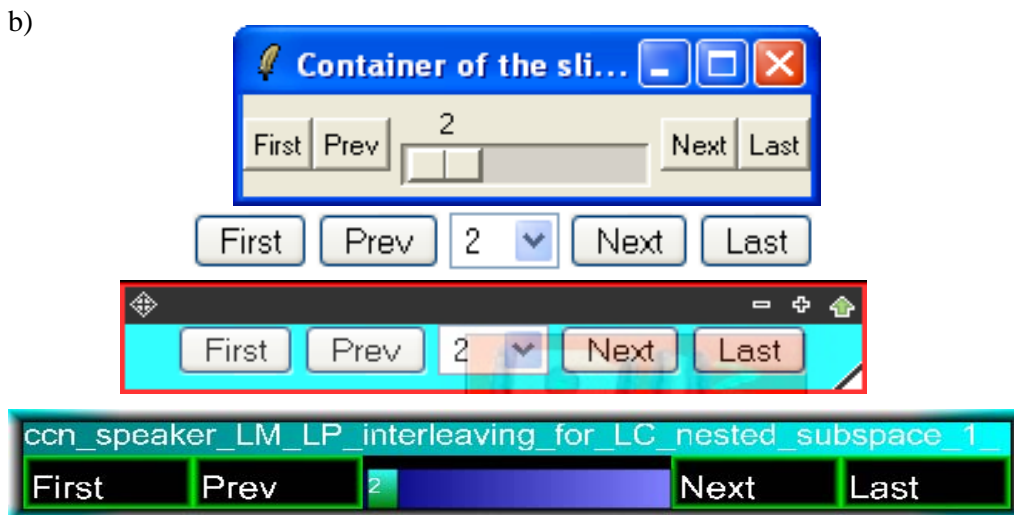 b)
Container of the sli...
2
First Prev Next Last
First Prev 2 Next Last
First Prev 2 Next Last
ccn_speaker_LM_LP_interleaving_for_LC_nested_subspace_1_
First Prev 2 Next Last